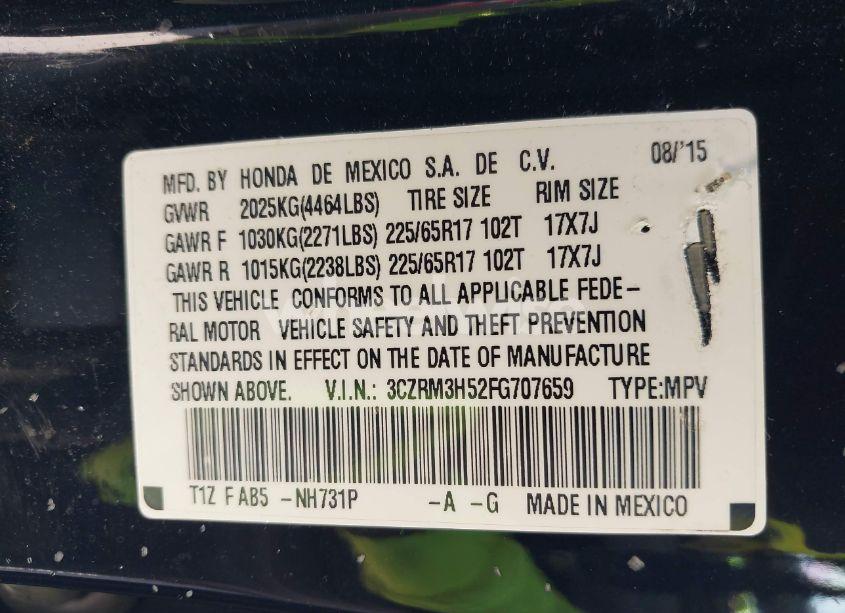 MFD. BY HONDA DE MEXICO S.A. DE C.V. 08/'15
GVWR 2025KG(4464LBS) TIRE SIZE RIM SIZE
GAWR F 1030KG(2271LBS) 225/65R17 102T 17X7J
GAWR R 1015KG(2238LBS) 225/65R17 102T 17X7J
THIS VEHICLE CONFORMS TO ALL APPLICABLE FEDE-
RAL MOTOR VEHICLE SAFETY AND THEFT PREVENTION
STANDARDS IN EFFECT ON THE DATE OF MANUFACTURE
SHOWN ABOVE. V.I.N.: 3CZRM3H52FG707659 TYPE:MPV
T1Z F AB5 -NH731P -A -G MADE IN MEXICO